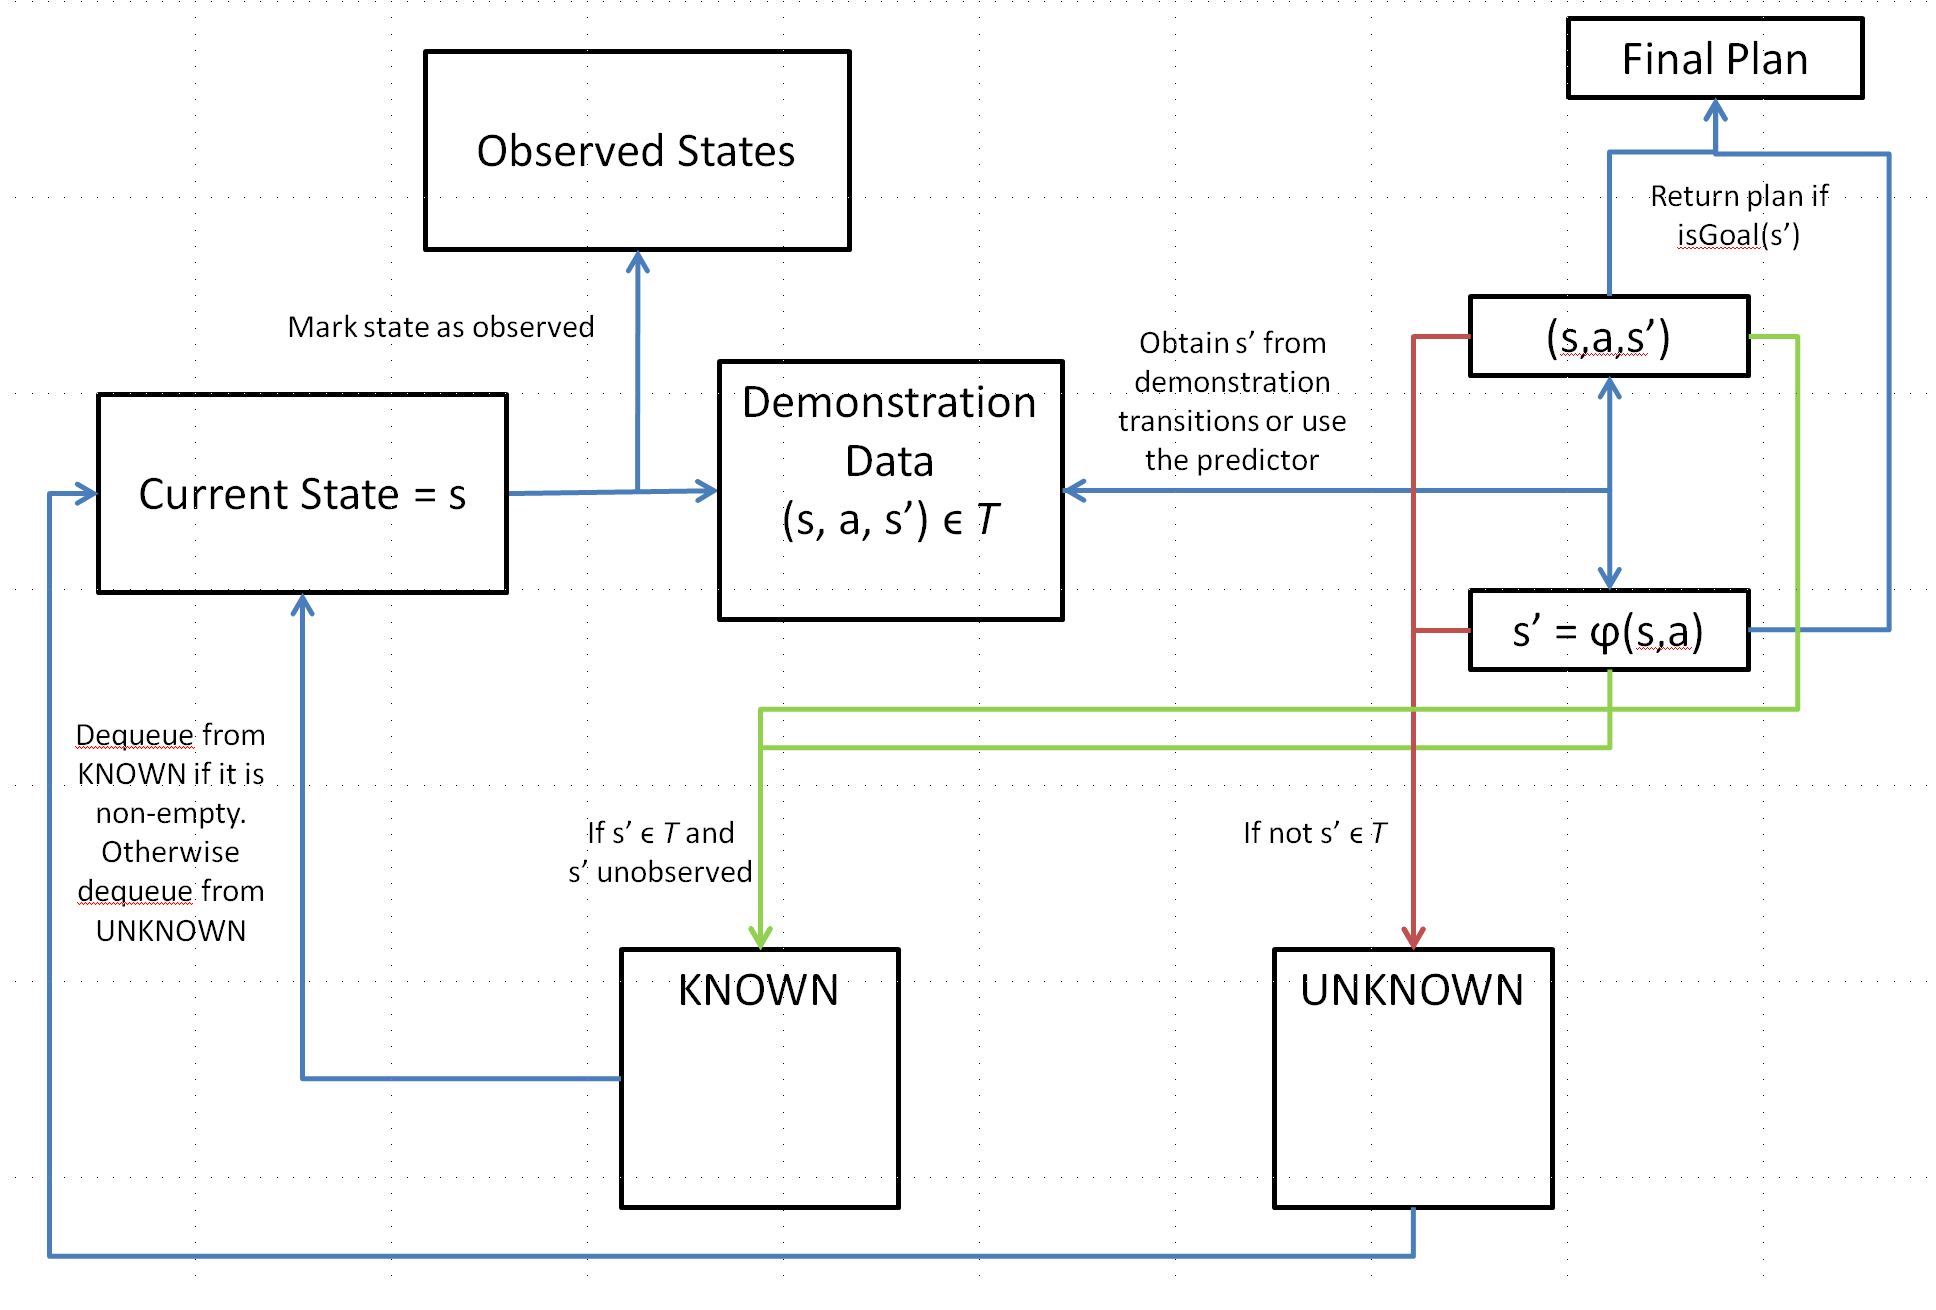 Final Plan
Observed States
Return plan if
isGoal(s’)
Mark state as observed
(s,a,s’)
Obtain s’ from
demonstration
transitions or use
the predictor
Demonstration
Data
(s, a, s’) ϵ T
Current State = s
s’ = φ(s,a)
Dequeue from
KNOWN if it is
non-empty.
Otherwise
dequeue from
UNKNOWN
If s’ ϵ T and
s’ unobserved
If not s’ ϵ T
KNOWN
UNKNOWN